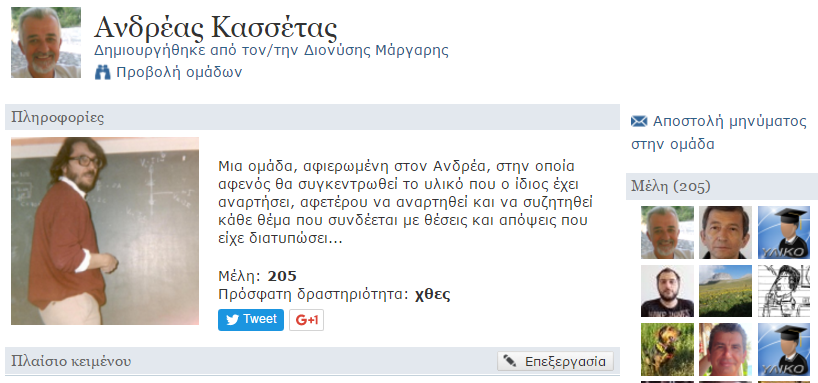 Ανδρέας Κασσέτας
Δημιουργήθηκε από τον/την Διονύσης Μάργαρης
Προβολή ομάδων
Πληροφορίες
Μια ομάδα, αφιερωμένη στον Ανδρέα, στην οποία
αφενός θα συγκεντρωθεί το υλικό που ο ίδιος έχει
αναρτήσει, αφετέρου να αναρτηθεί και να συζητηθεί
κάθε θέμα που συνδέεται με θέσεις και απόψεις που
είχε διατυπώσει...
Μέλη: 205
Πρόσφατη δραστηριότητα: χθες
Tweet
G+1
Πλαίσιο κειμένου
Επεξεργασία
Αποστολή μηνύματος
στην ομάδα
Μέλη (205)
ΥΛΙΚΟ
ΥΛΙΚΟ